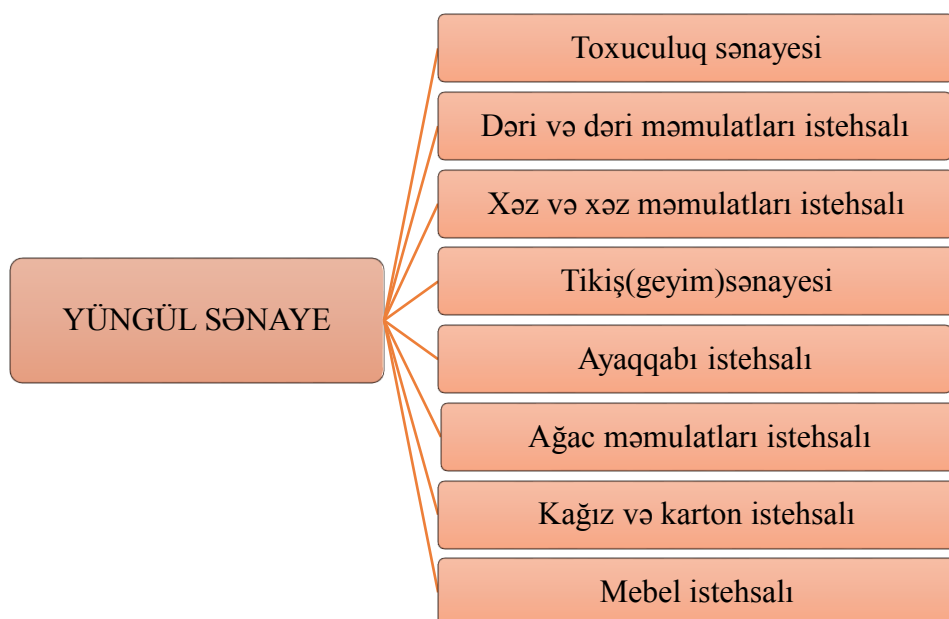 Toxuculuq sənayesi
Dəri və dəri məmulatları istehsalı
Xəz və xəz məmulatları istehsalı
Tikiş(geyim)sənayesi
YÜNGÜL SƏNAYE
Ayaqqabı istehsalı
Ağac məmulatları istehsalı
Kağız və karton istehsalı
Mebel istehsalı